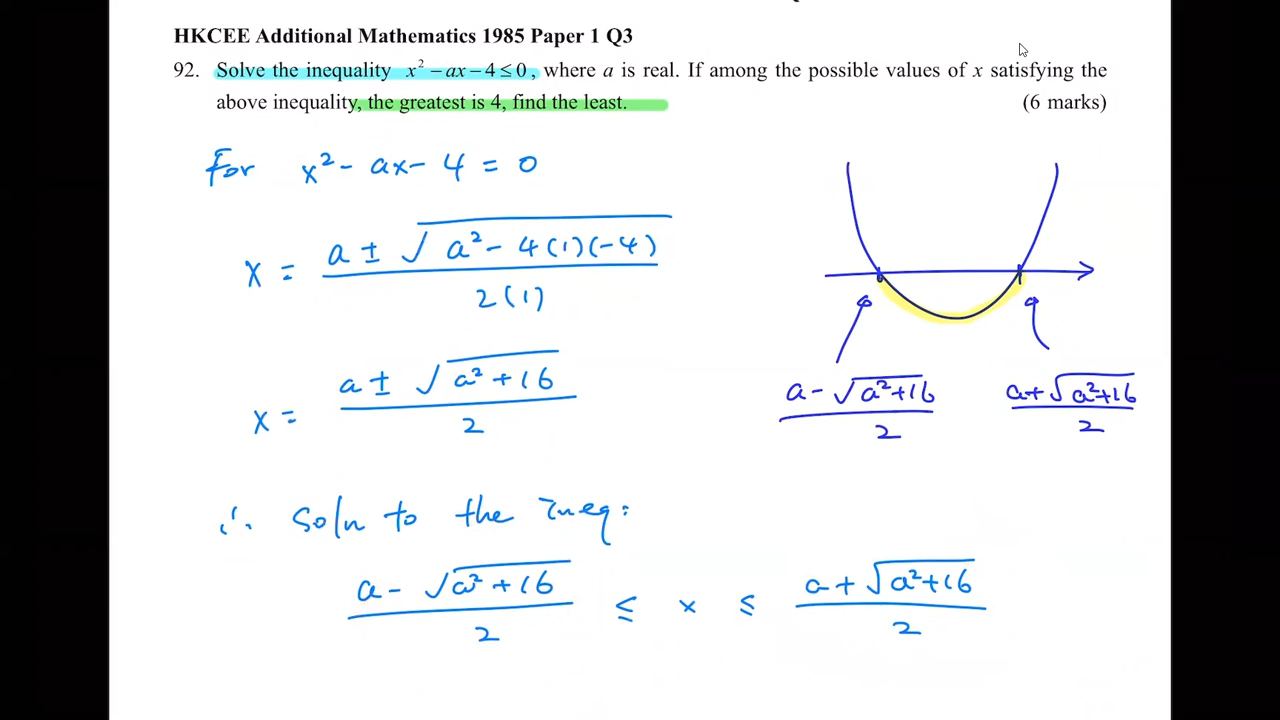 HKCEE Additional Mathematics 1985 Paper 1 Q3
92. Solve the inequality x² − ax − 4 ≤ 0, where a is real. If among the possible values of x satisfying the
above inequality, the greatest is 4, find the least. (6 marks)
For x² - ax - 4 = 0
x = (a ± √(a² - 4(1)(-4))) / 2(1)
x = (a ± √(a² + 16)) / 2
(a - √(a²+16)) / 2 (a + √(a²+16)) / 2
∴ Soln to the ineq:
(a - √(a² + 16)) / 2 ≤ x ≤ (a + √(a²+16)) / 2